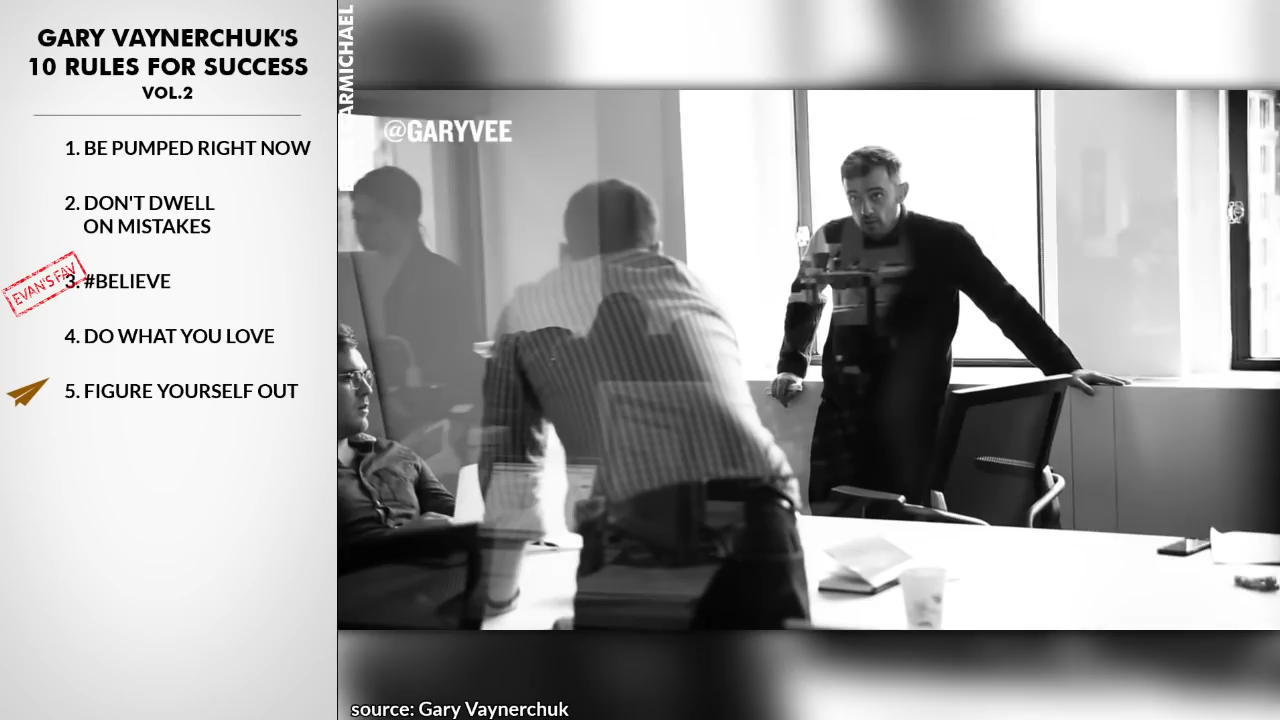 GARY VAYNERCHUK'S
10 RULES FOR SUCCESS
VOL.2
1. BE PUMPED RIGHT NOW
2. DON'T DWELL
ON MISTAKES
EVAN'S FAV
3. #BELIEVE
4. DO WHAT YOU LOVE
5. FIGURE YOURSELF OUT
ARMICHAEL
@GARYVEE
source: Gary Vaynerchuk